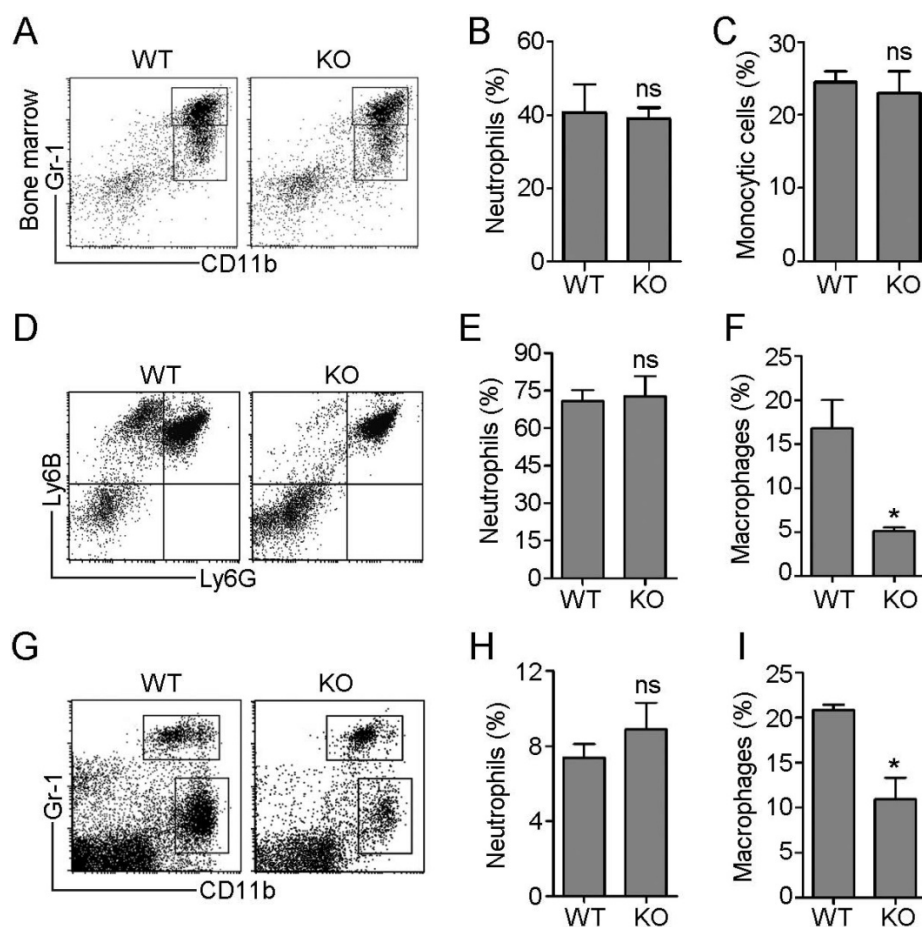 A
WT
KO
Bone marrow
Gr-1
CD11b
B
Neutrophils (%)
60
40
20
0
ns
WT
KO
C
Monocytic cells (%)
30
20
10
0
ns
WT
KO
D
WT
KO
Ly6B
Ly6G
E
Neutrophils (%)
90
75
60
45
30
15
0
ns
WT
KO
F
Macrophages (%)
25
20
15
10
5
0
*
WT
KO
G
WT
KO
Gr-1
CD11b
H
Neutrophils (%)
12
8
4
0
ns
WT
KO
I
Macrophages (%)
25
20
15
10
5
0
*
WT
KO